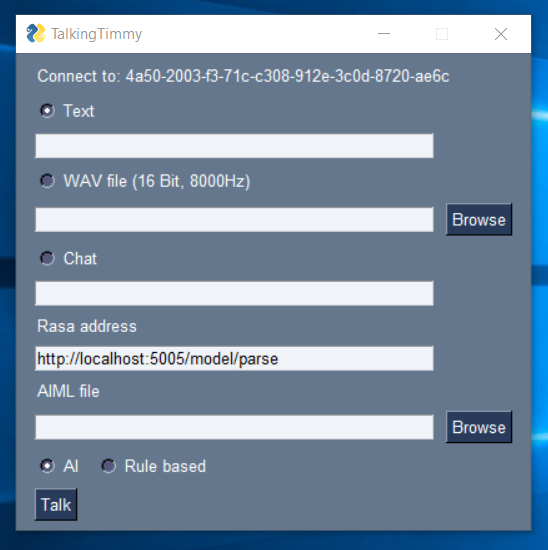 TalkingTimmy
Connect to: 4a50-2003-f3-71c-c308-912e-3c0d-8720-ae6c
Text
WAV file (16 Bit, 8000Hz)
Browse
Chat
Rasa address
http://localhost:5005/model/parse
AIML file
Browse
AI Rule based
Talk